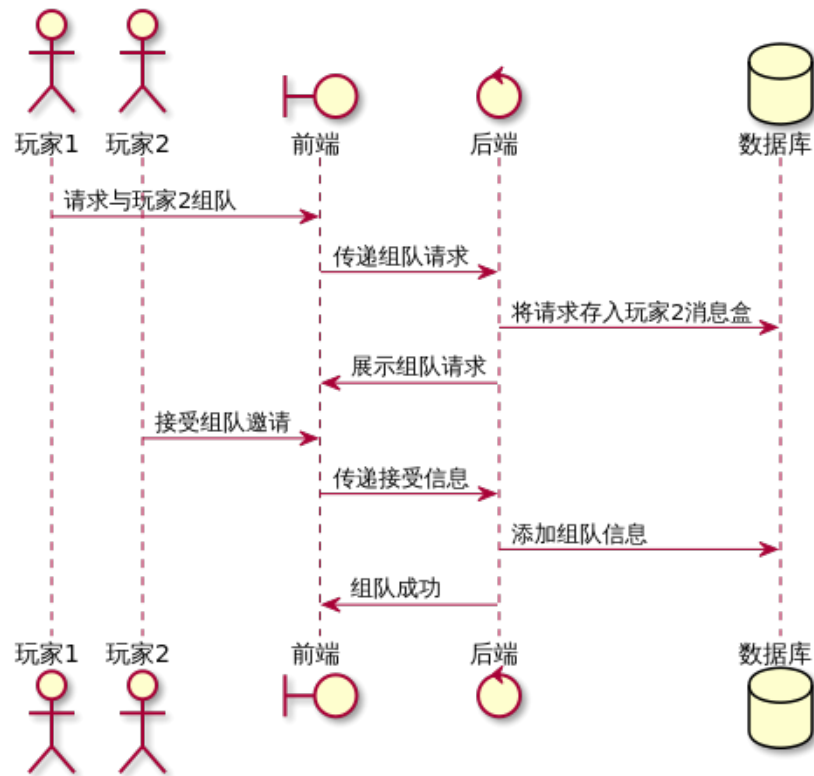 玩家1 玩家2 前端 后端 数据库
请求与玩家2组队
传递组队请求
将请求存入玩家2消息盒
展示组队请求
接受组队邀请
传递接受信息
添加组队信息
组队成功
玩家1 玩家2 前端 后端 数据库